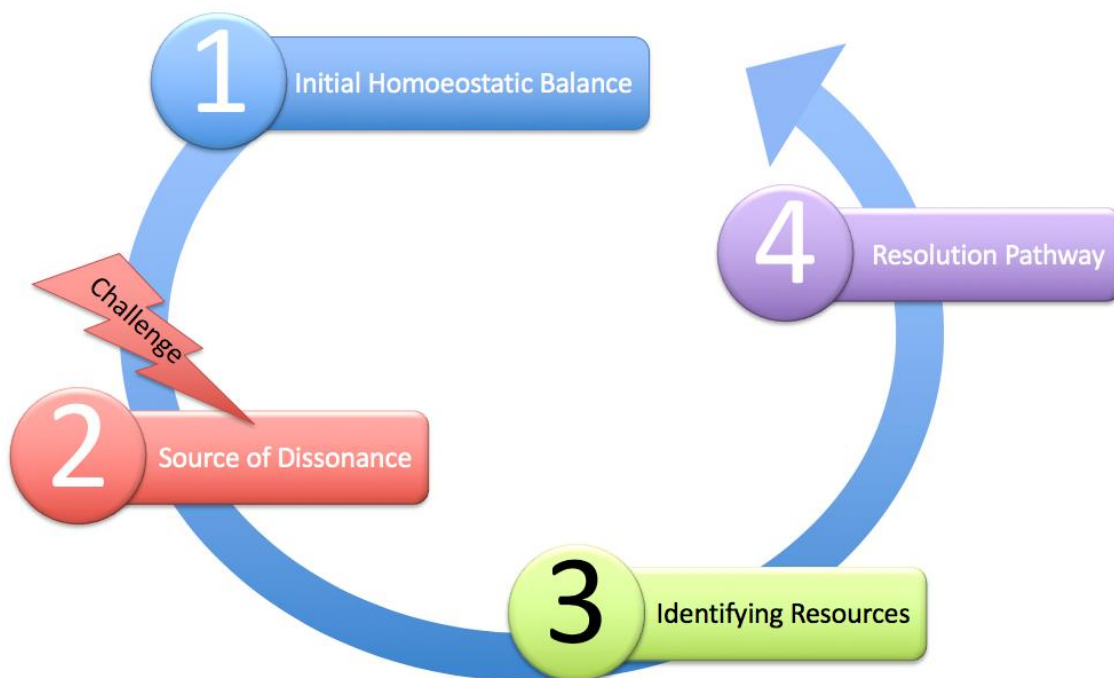 1 Initial Homoeostatic Balance
Challenge
2 Source of Dissonance
3 Identifying Resources
4 Resolution Pathway